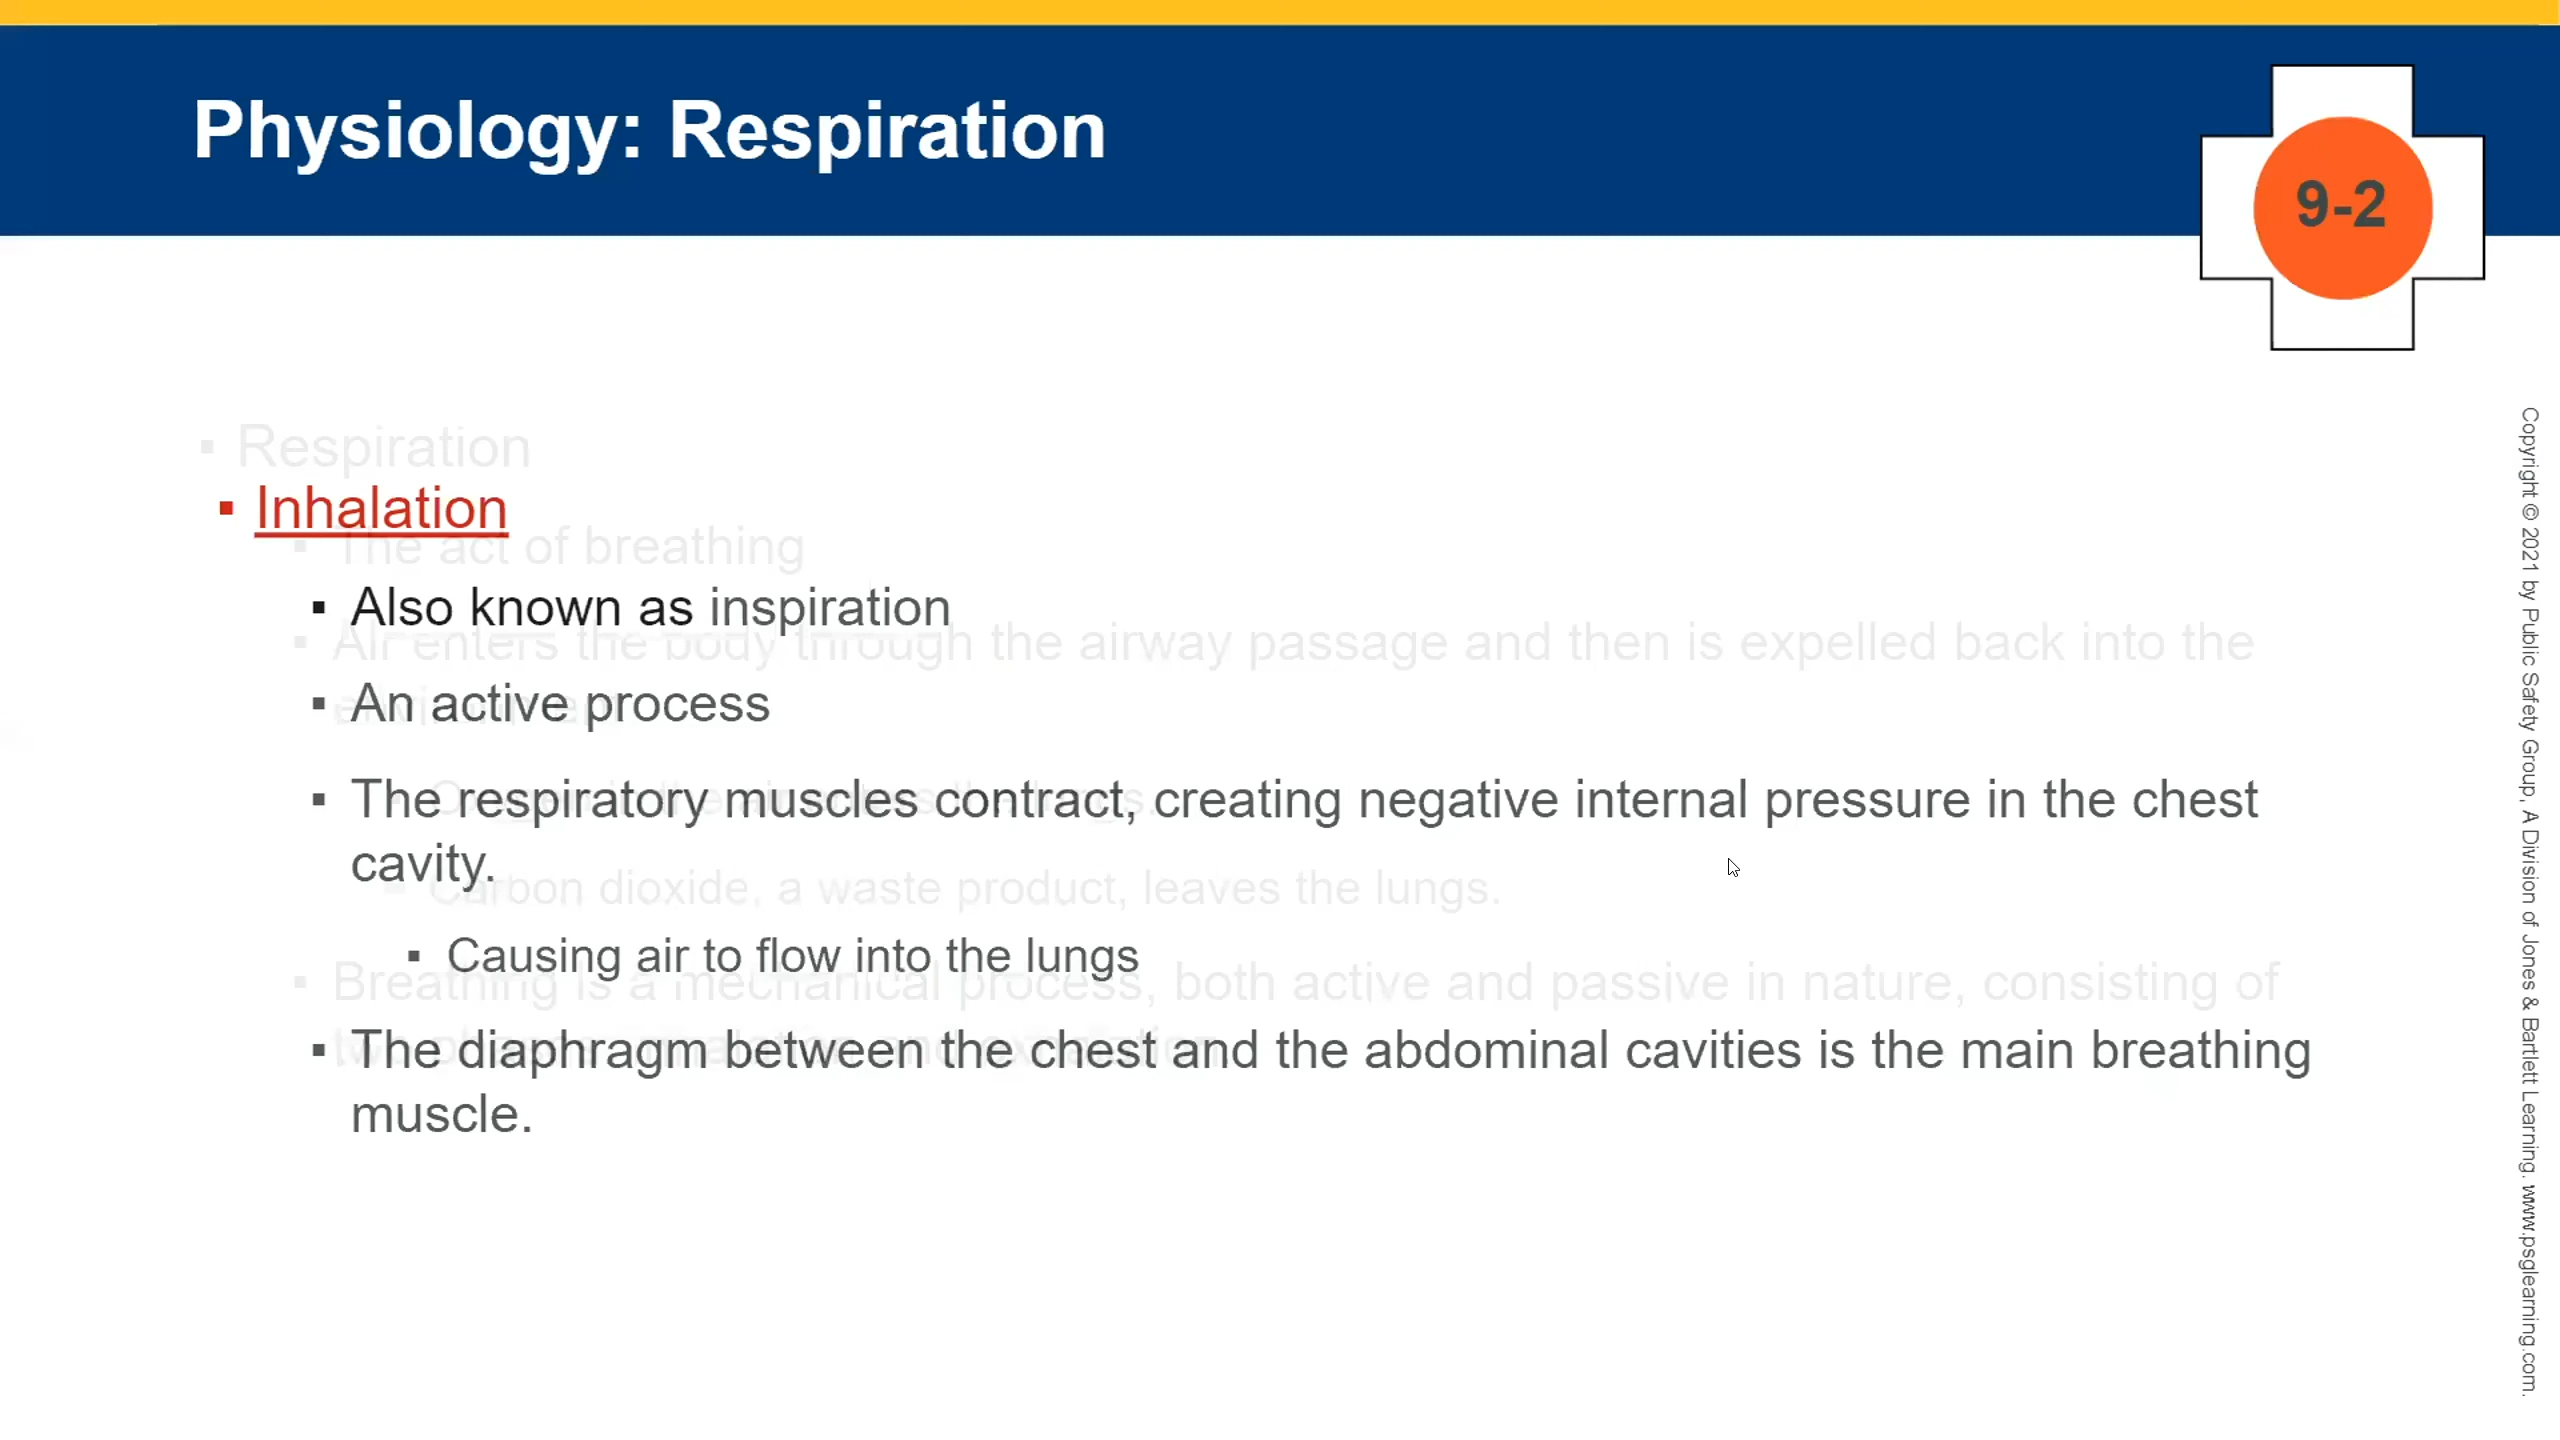 Physiology: Respiration
9-2
▪ Respiration
▪ Inhalation
▪ The act of breathing
▪ Also known as inspiration
▪ Air enters the body through the airway passage and then is expelled back into the
▪ An active process
▪ The respiratory muscles contract, creating negative internal pressure in the chest
cavity.
▪ Carbon dioxide, a waste product, leaves the lungs.
▪ Causing air to flow into the lungs
▪ Breathing is a mechanical process, both active and passive in nature, consisting of
▪ The diaphragm between the chest and the abdominal cavities is the main breathing
muscle.
Copyright © 2021 by Public Safety Group, A Division of Jones & Bartlett Learning. www.psglearning.com.